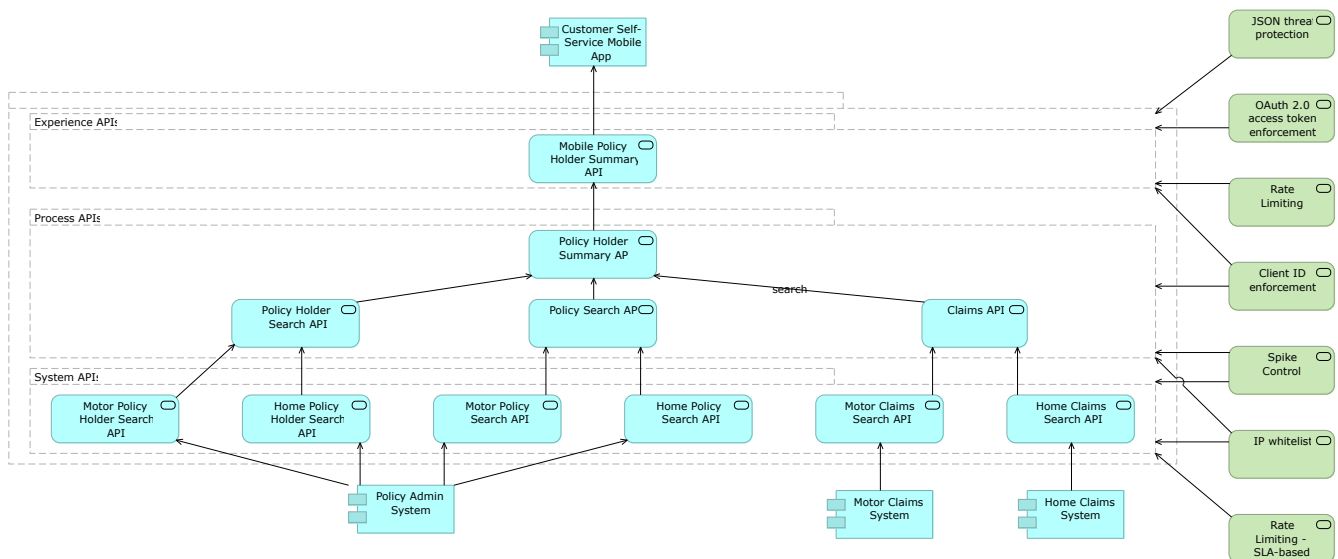 Customer Self-
Service Mobile
App
JSON threat
protection
Experience APIs
OAuth 2.0
access token
enforcement
Mobile Policy
Holder Summary
API
Rate
Limiting
Process APIs
Policy Holder
Summary AP
Client ID
enforcement
search
Policy Holder
Search API
Policy Search AP
Claims API
Spike
Control
System APIs
Motor Policy
Holder Search
API
Home Policy
Holder Search
API
Motor Policy
Search API
Home Policy
Search API
Motor Claims
Search API
Home Claims
Search API
IP whitelist
Policy Admin
System
Motor Claims
System
Home Claims
System
Rate
Limiting -
SLA-based